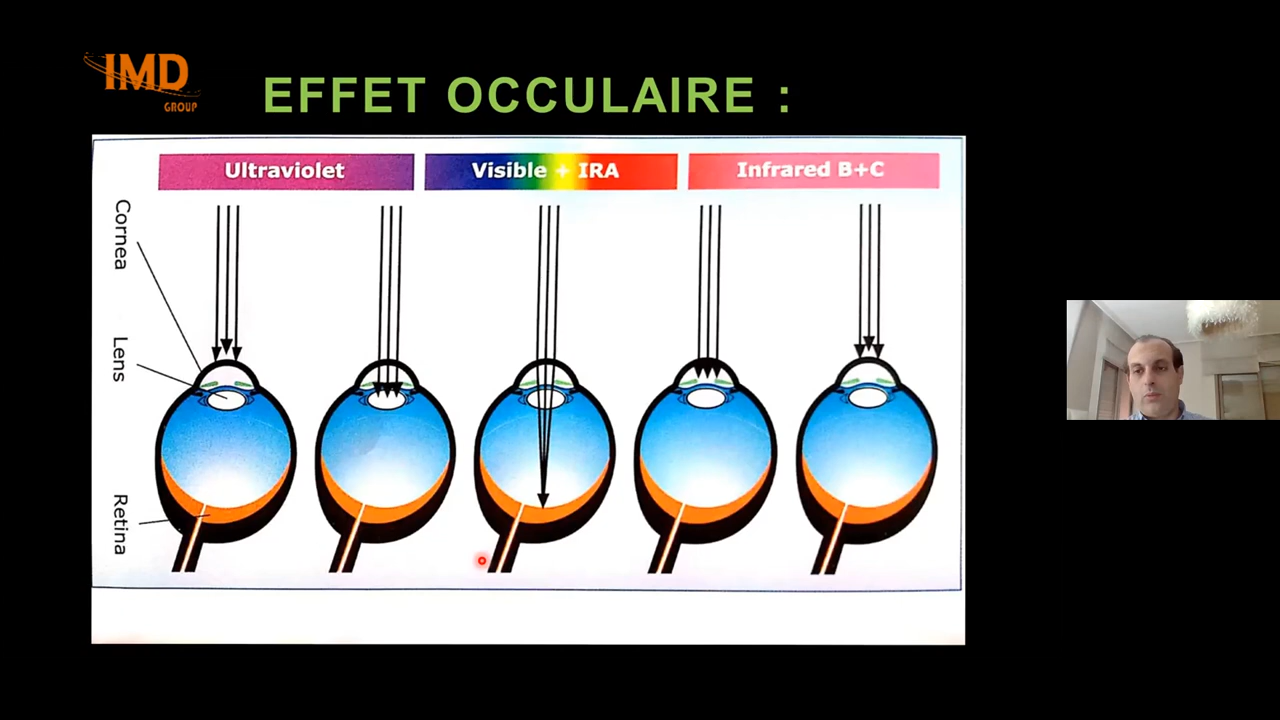 IMD
GROUP
EFFET OCCULAIRE :
Ultraviolet
Visible + IRA
Infrared B+C
Cornea
Lens
Retina